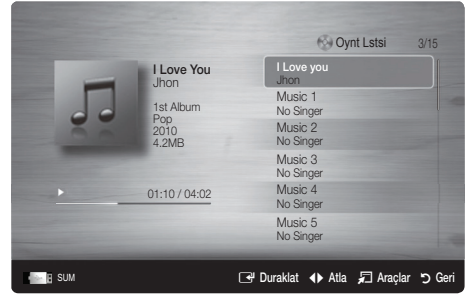 Oynt Lstsi 3/15
I Love You
Jhon
1st Album
Pop
2010
4.2MB
01:10 / 04:02
I Love you
Jhon
Music 1
No Singer
Music 2
No Singer
Music 3
No Singer
Music 4
No Singer
Music 5
No Singer
SUM Duraklat Atla Araçlar Geri